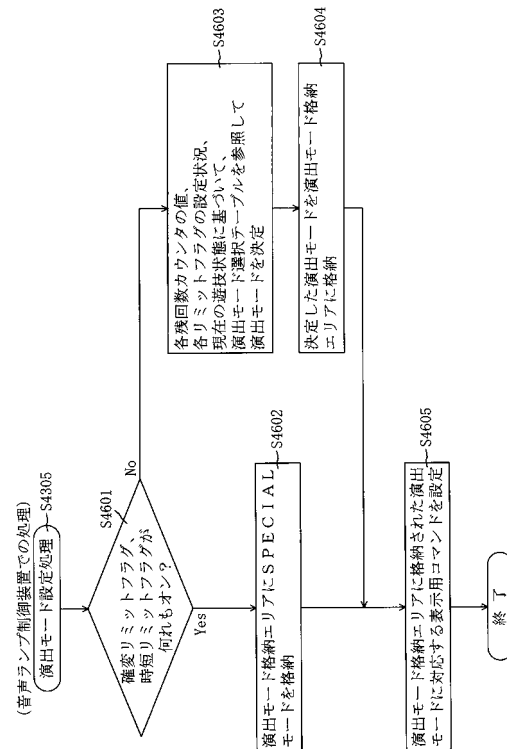 (音声ランプ制御装置での処理)
演出モード設定処理
S4305
S4601
確変リミットフラグ、
時短リミットフラグが
何れもオン?
No
Yes
S4603
各残回数カウンタの値、
各リミットフラグの設定状況、
現在の遊技状態に基づいて、
演出モード選択テーブルを参照して
演出モードを決定
S4604
決定した演出モードを演出モード格納
エリアに格納
S4602
演出モード格納エリアにSPECIAL
モードを格納
S4605
演出モード格納エリアに格納された演出
モードに対応する表示用コマンドを設定
終了